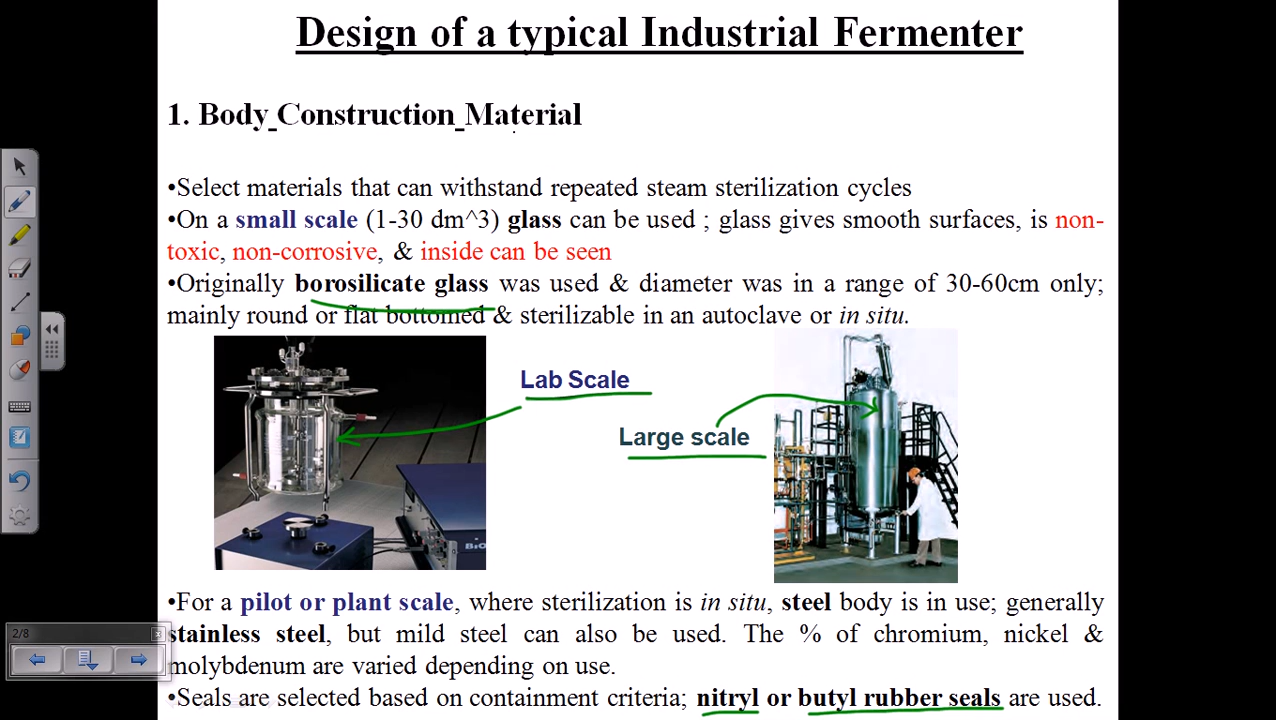 Design of a typical Industrial Fermenter
1. Body Construction Material
•Select materials that can withstand repeated steam sterilization cycles
•On a small scale (1-30 dm^3) glass can be used ; glass gives smooth surfaces, is non-
toxic, non-corrosive, & inside can be seen
•Originally borosilicate glass was used & diameter was in a range of 30-60cm only;
mainly round or flat bottomed & sterilizable in an autoclave or in situ.
Lab Scale
Large scale
•For a pilot or plant scale, where sterilization is in situ, steel body is in use; generally
stainless steel, but mild steel can also be used. The % of chromium, nickel &
molybdenum are varied depending on use.
•Seals are selected based on containment criteria; nitryl or butyl rubber seals are used.
2/8